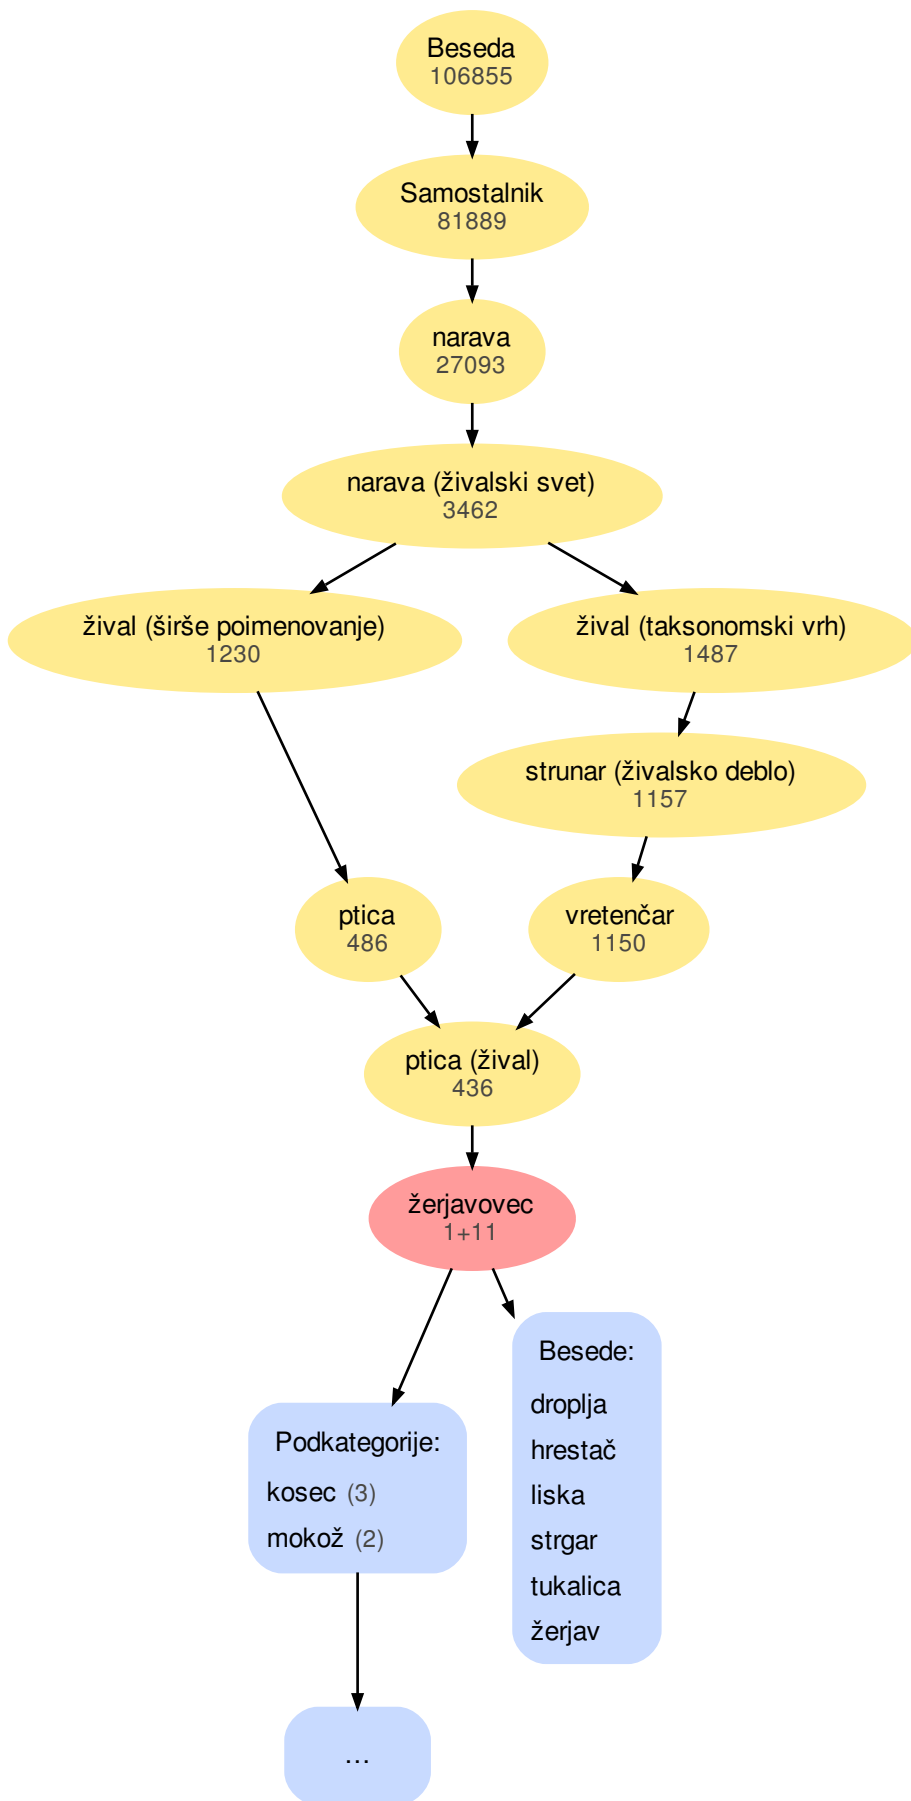 Beseda
106855
Samostalnik
81889
narava
27093
narava (živalski svet)
3462
žival (širše poimenovanje)
1230
žival (taksonomski vrh)
1487
strunar (živalsko deblo)
1157
ptica
486
vretenčar
1150
ptica (žival)
436
žerjavovec
1+11
Podkategorije:
kosec (3)
mokož (2)
Besede:
droplja
hrestač
liska
strgar
tukalica
žerjav
...